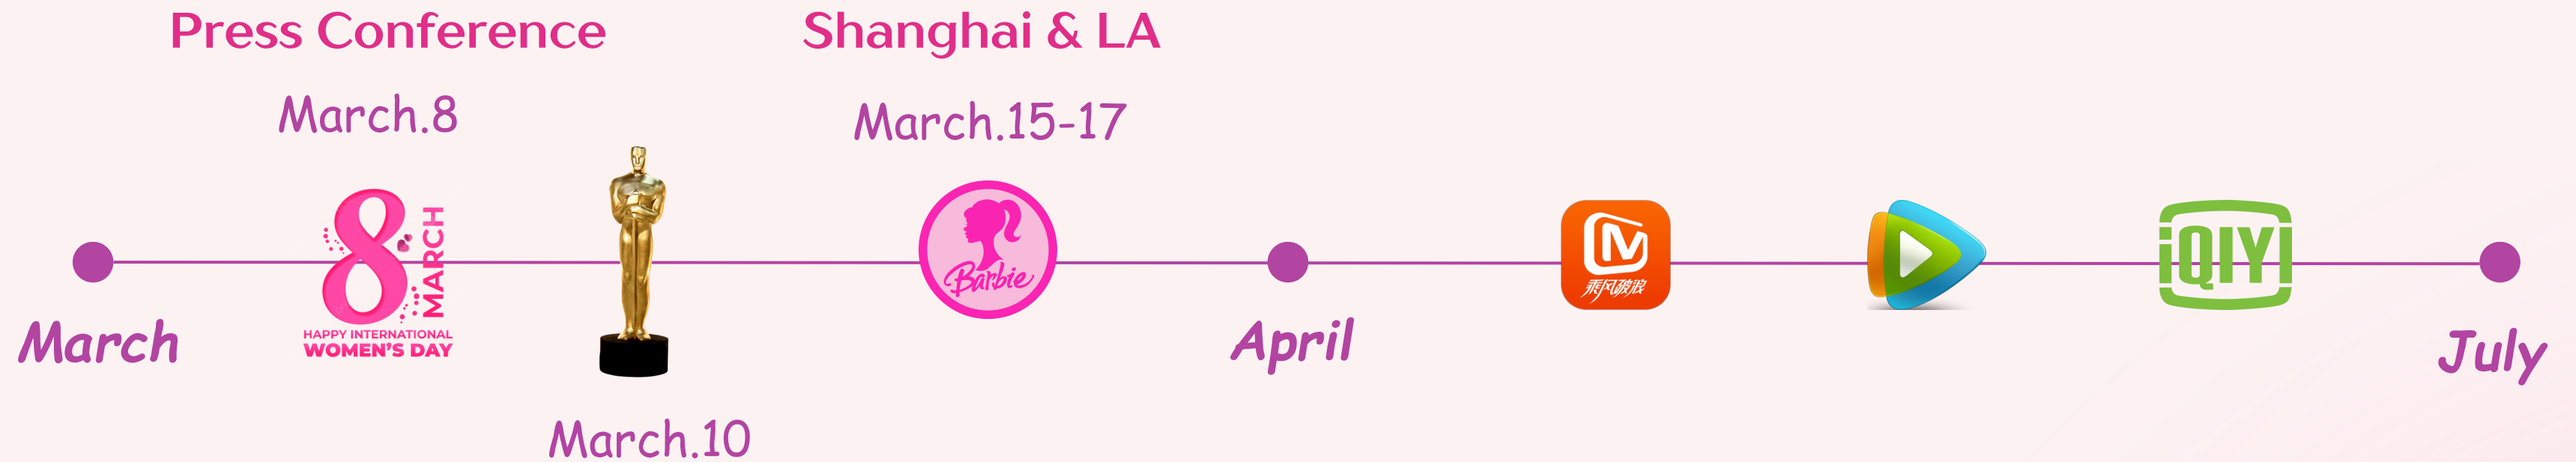 Press Conference
March.8
8
MARCH
HAPPY INTERNATIONAL
WOMEN'S DAY
March.10
Shanghai & LA
March.15-17
Barbie
乘风破浪
iQIYI
March
April
July